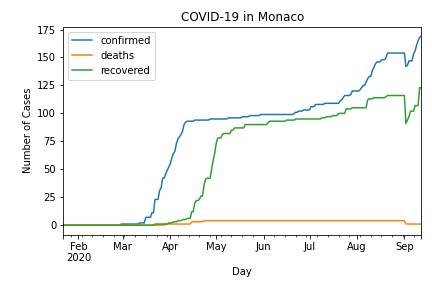 COVID-19 in Monaco
confirmed
deaths
recovered
Number of Cases
175
150
125
100
75
50
25
0
Feb Mar Apr May Jun Jul Aug Sep
2020
Day